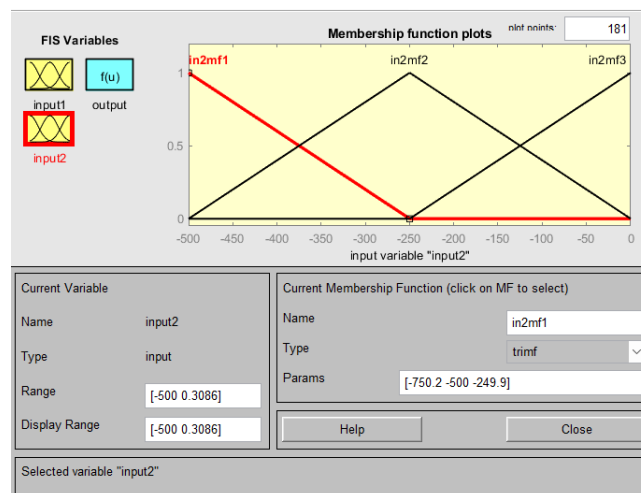 FIS Variables
Membership function plots
plot points:
181
f(u)
input1
output
input2
in2mf1
in2mf2
in2mf3
1
0.5
0
-500
-450
-400
-350
-300
-250
-200
-150
-100
-50
0
input variable "input2"
Current Variable
Name
input2
Type
input
Range
[-500 0.3086]
Display Range
[-500 0.3086]
Current Membership Function (click on MF to select)
Name
in2mf1
Type
trimf
Params
[-750.2 -500 -249.9]
Help
Close
Selected variable "input2"